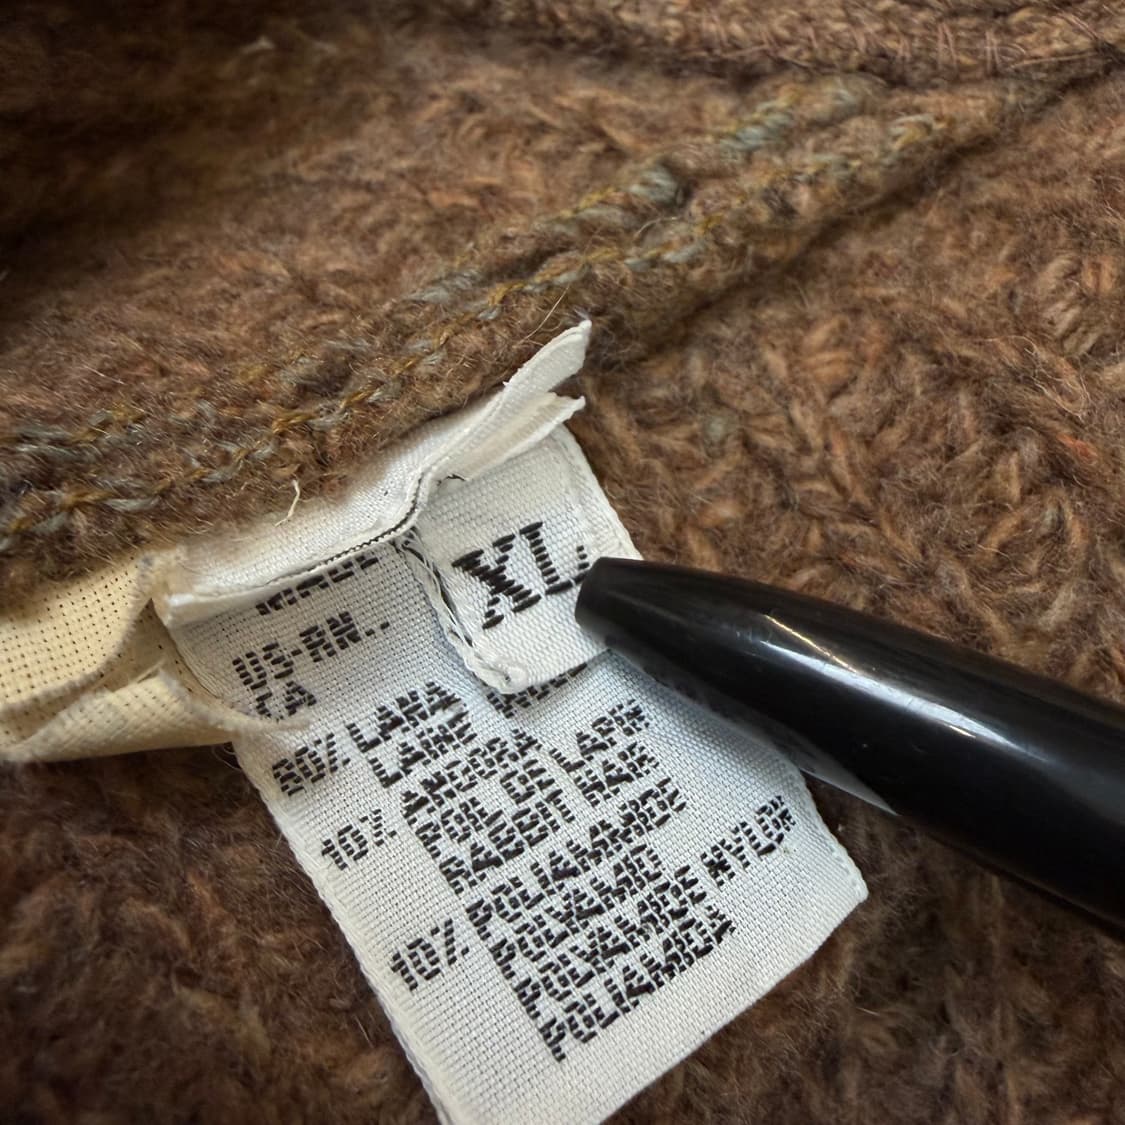 XL
US-RN..
CA
80% LANA
LAINE
10% ANGORA
POIL DE LAPIN
RABBIT HAIR
10% POLIAMMIDE
POLYAMID
POLYAMIDE NYLON
POLIAMIDA